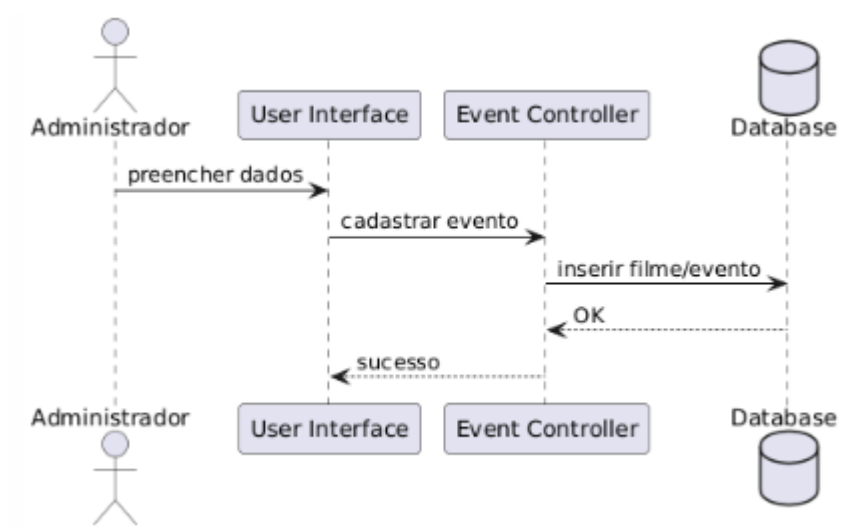 Administrador
User Interface
Event Controller
Database
preencher dados
cadastrar evento
inserir filme/evento
OK
sucesso
Administrador
User Interface
Event Controller
Database